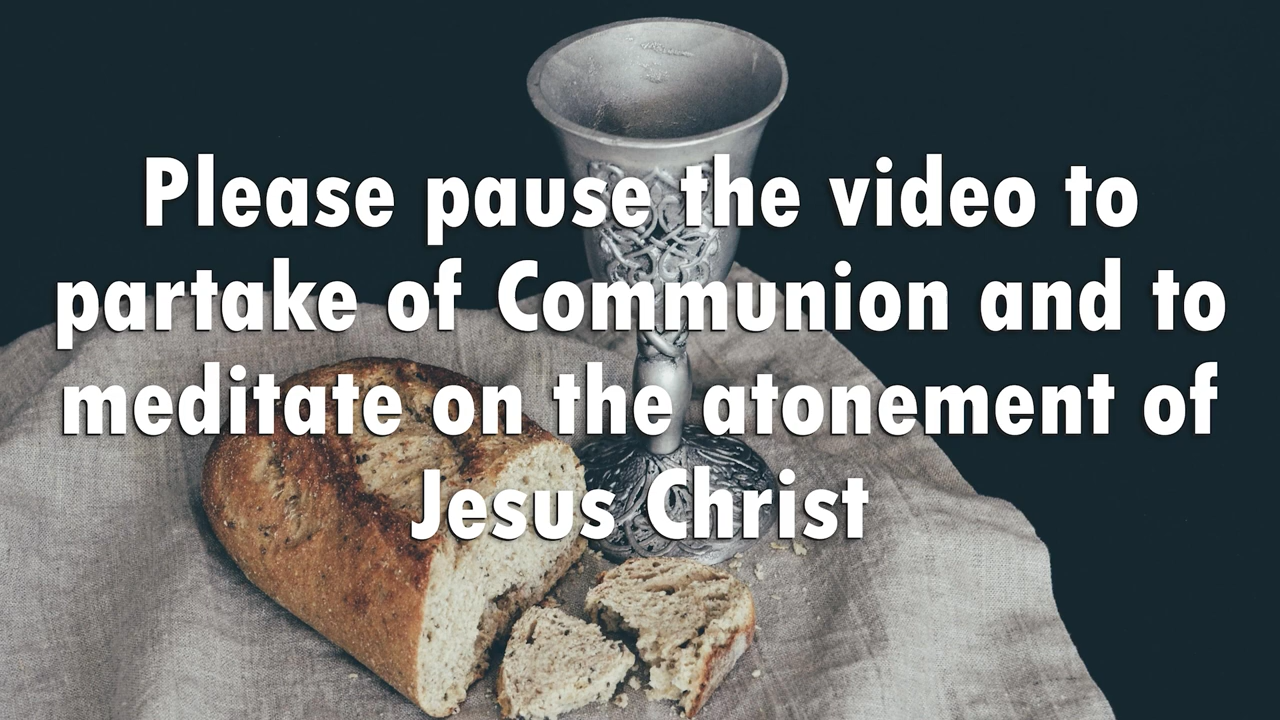 Please pause the video to
partake of Communion and to
meditate on the atonement of
Jesus Christ